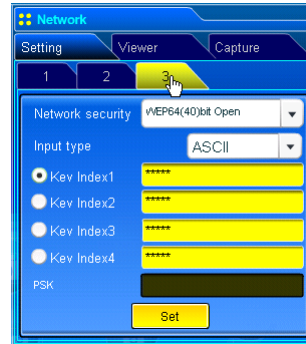 Network
Setting Viewer Capture
1 2 3
Network security WEP64(40)bit Open
Input type ASCII
Key Index1 *****
Key Index2 *****
Key Index3 *****
Key Index4 *****
PSK
Set